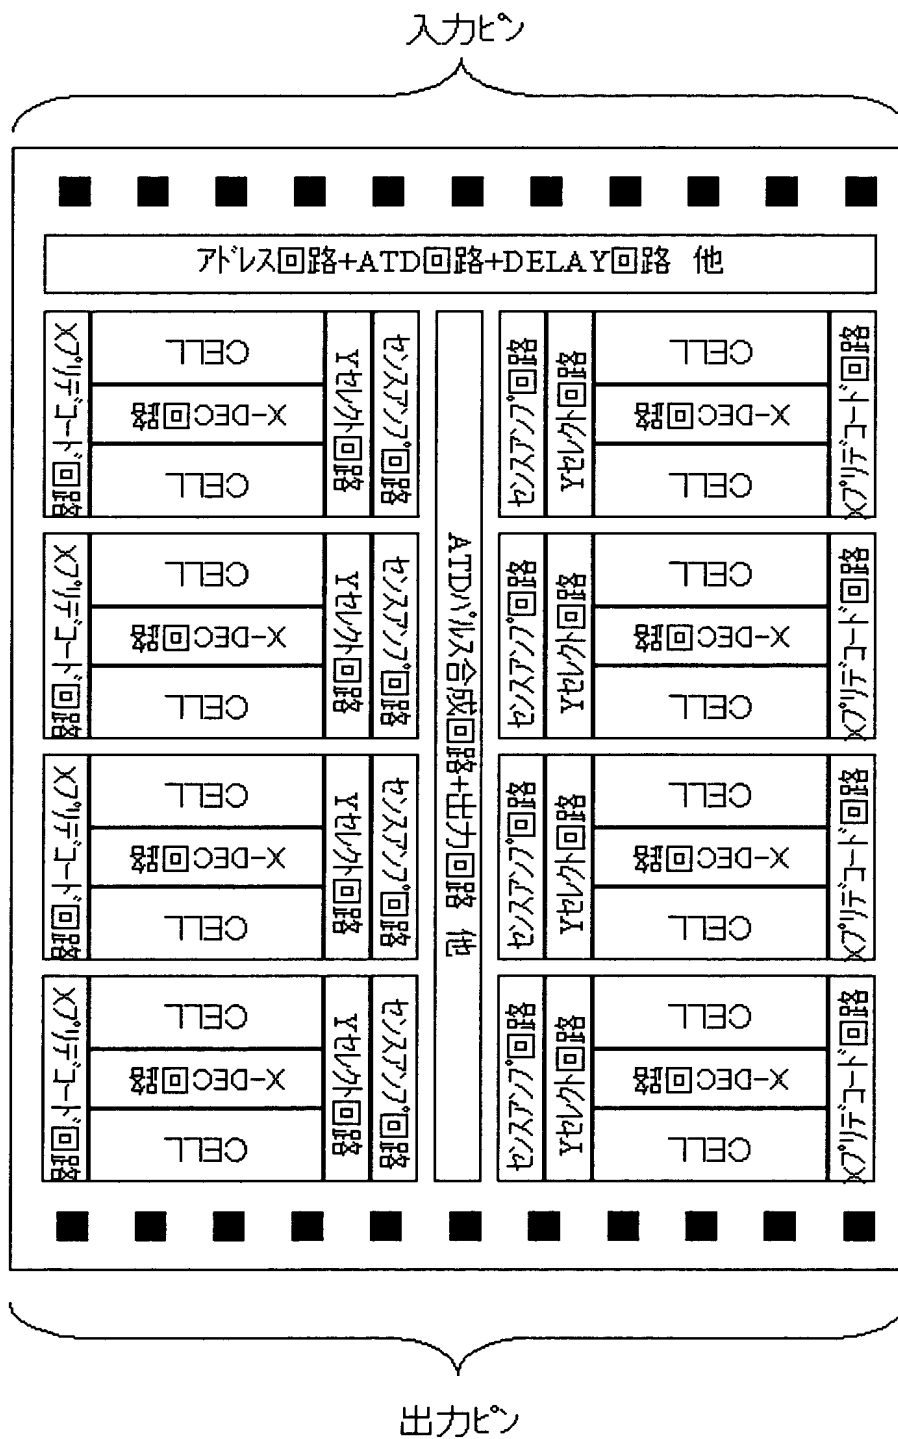 入力ピン
アドレス回路+ATD回路+DELAY回路 他
Xプリデコード回路
CELL
X-DEC回路
CELL
Yセレクト回路
センスアンプ回路
センスアンプ回路
Yセレクト回路
CELL
X-DEC回路
CELL
Xプリデコード回路
ATDパルス合成回路+出力回路 他
Xプリデコード回路
CELL
X-DEC回路
CELL
Yセレクト回路
センスアンプ回路
センスアンプ回路
Yセレクト回路
CELL
X-DEC回路
CELL
Xプリデコード回路
Xプリデコード回路
CELL
X-DEC回路
CELL
Yセレクト回路
センスアンプ回路
センスアンプ回路
Yセレクト回路
CELL
X-DEC回路
CELL
Xプリデコード回路
Xプリデコード回路
CELL
X-DEC回路
CELL
Yセレクト回路
センスアンプ回路
センスアンプ回路
Yセレクト回路
CELL
X-DEC回路
CELL
Xプリデコード回路
出力ピン